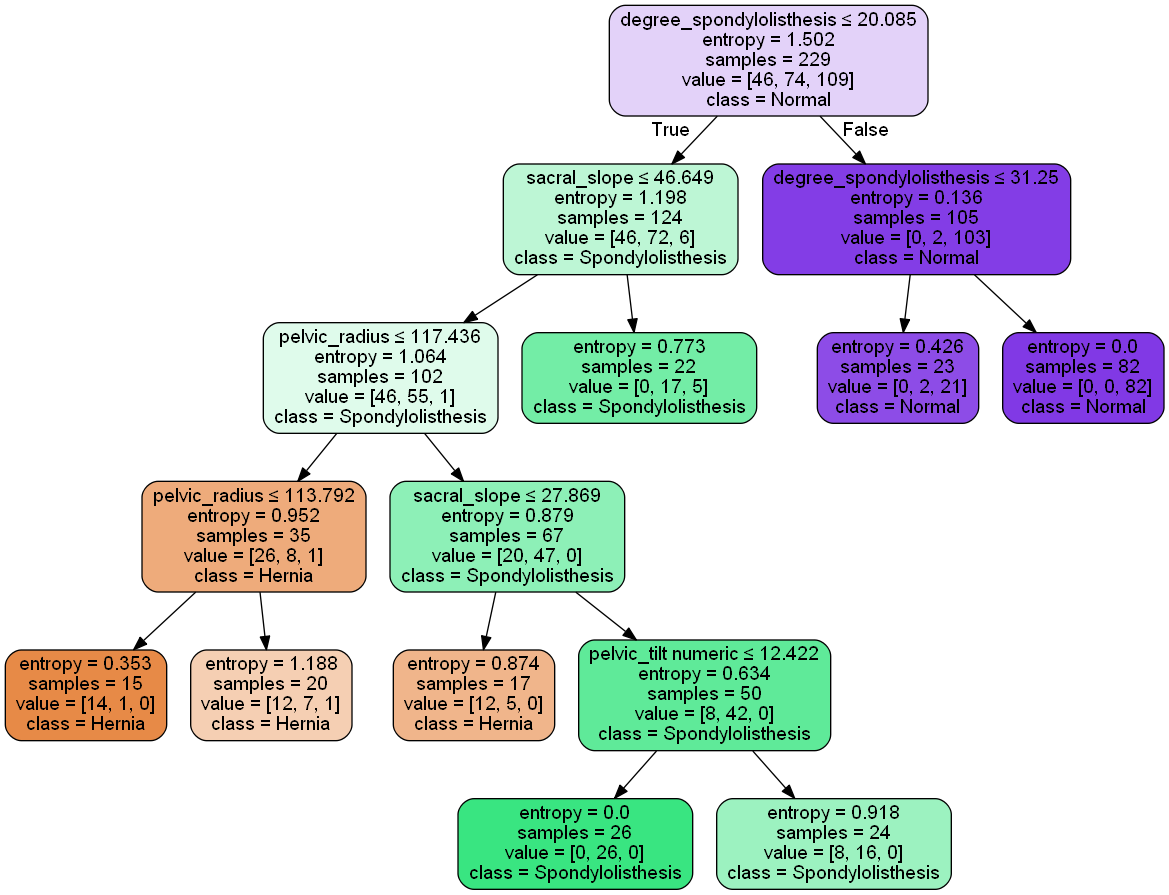 degree_spondylolisthesis ≤ 20.085
entropy = 1.502
samples = 229
value = [46, 74, 109]
class = Normal
True
False
sacral_slope ≤ 46.649
entropy = 1.198
samples = 124
value = [46, 72, 6]
class = Spondylolisthesis
degree_spondylolisthesis ≤ 31.25
entropy = 0.136
samples = 105
value = [0, 2, 103]
class = Normal
pelvic_radius ≤ 117.436
entropy = 1.064
samples = 102
value = [46, 55, 1]
class = Spondylolisthesis
entropy = 0.773
samples = 22
value = [0, 17, 5]
class = Spondylolisthesis
entropy = 0.426
samples = 23
value = [0, 2, 21]
class = Normal
entropy = 0.0
samples = 82
value = [0, 0, 82]
class = Normal
pelvic_radius ≤ 113.792
entropy = 0.952
samples = 35
value = [26, 8, 1]
class = Hernia
sacral_slope ≤ 27.869
entropy = 0.879
samples = 67
value = [20, 47, 0]
class = Spondylolisthesis
entropy = 0.353
samples = 15
value = [14, 1, 0]
class = Hernia
entropy = 1.188
samples = 20
value = [12, 7, 1]
class = Hernia
entropy = 0.874
samples = 17
value = [12, 5, 0]
class = Hernia
pelvic_tilt numeric ≤ 12.422
entropy = 0.634
samples = 50
value = [8, 42, 0]
class = Spondylolisthesis
entropy = 0.0
samples = 26
value = [0, 26, 0]
class = Spondylolisthesis
entropy = 0.918
samples = 24
value = [8, 16, 0]
class = Spondylolisthesis